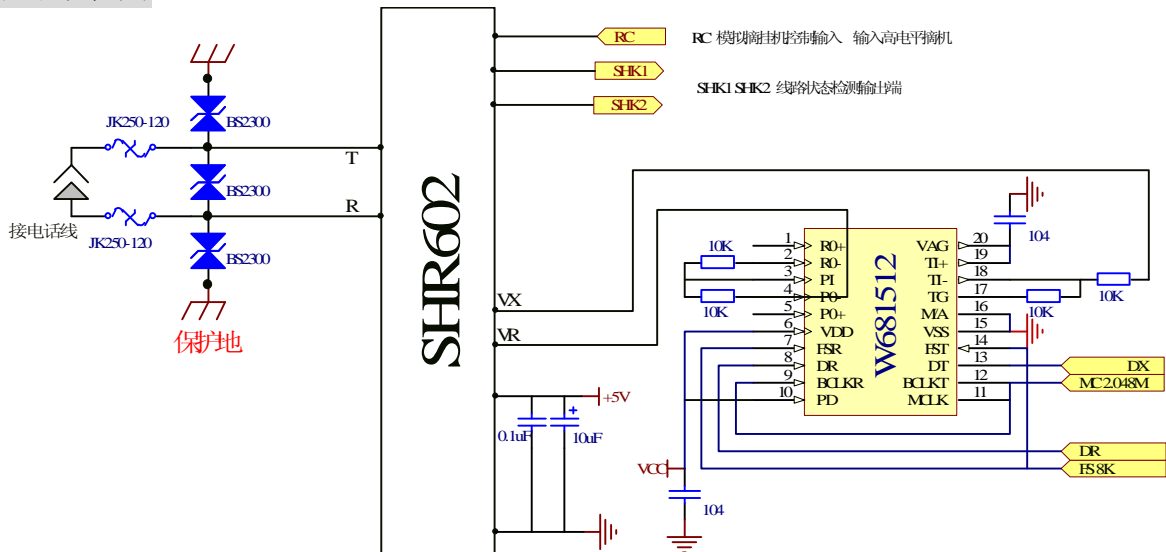 RC
RC 模拟摘挂机控制输入 输入高电平摘机
SHK1
SHK2
SHK1 SHK2 线路状态检测输出端
BS2300
JK250-120
T
BS2300
R
接电话线
JK250-120
BS2300
保护地
SHR602
VX
VR
+5V
0.1uF
+
10uF
104
10K
10K
10K
10K
W681512
1 R0+
2 R0-
3 PI
4 P0-
5 P0+
6 VDD
7 FSR
8 DR
9 BCLKR
10 PD
VAG 20
TI+ 19
TI- 18
TG 17
M/A 16
VSS 15
FST 14
DT 13
BCLKT 12
MCLK 11
DX
MC2.048M
DR
FS8K
VCC
104